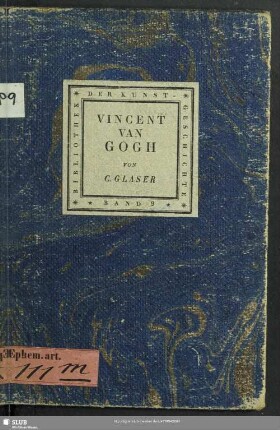 BIBLIOTHEK DER KUNST-GESCHICHTE
VINCENT
VAN
GOGH
VON
C. GLASER
BAND 9
Ephem. art.
111 m
SLUB